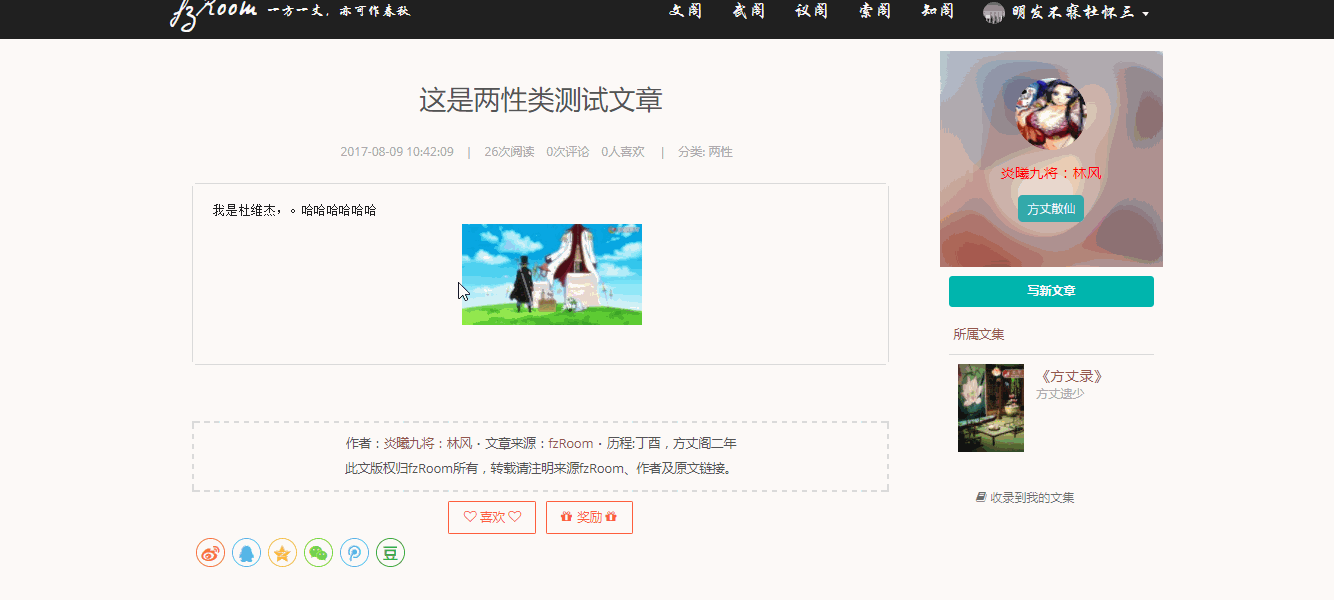 fzRoom 一方一丈，亦可作春秋 文阁 武阁 议阁 索阁 知阁 明发不寐杜怀三
这是两性类测试文章
2017-08-09 10:42:09 | 26次阅读 0次评论 0人喜欢 | 分类: 两性
我是杜维杰，。哈哈哈哈哈哈
作者：炎曦九将：林风·文章来源：fzRoom·历程:丁酉，方丈阁二年
此文版权归fzRoom所有，转载请注明来源fzRoom、作者及原文链接。
喜欢 奖励
豆
炎曦九将：林风
方丈散仙
写新文章
所属文集
《方丈录》
方丈遗少
收录到我的文集